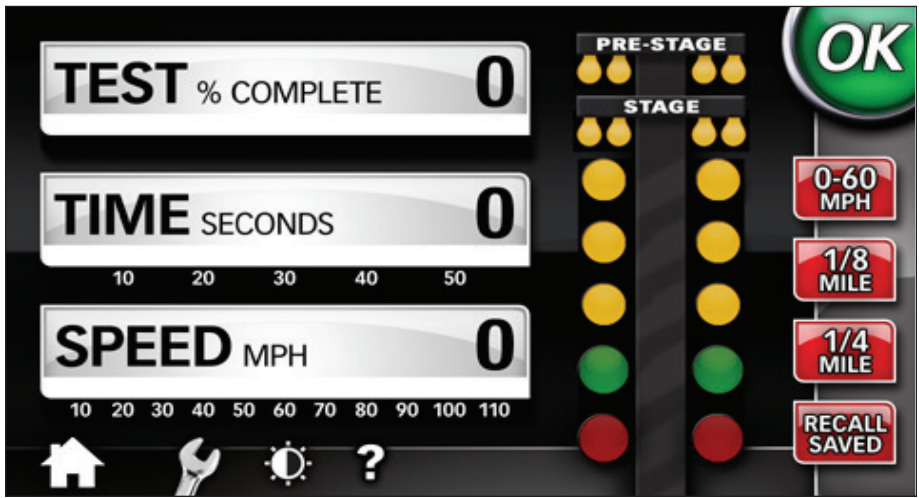 TEST % COMPLETE 0
TIME SECONDS 0
10 20 30 40 50
SPEED MPH 0
10 20 30 40 50 60 70 80 90 100 110
?
PRE-STAGE
STAGE
OK
0-60
MPH
1/8
MILE
1/4
MILE
RECALL
SAVED